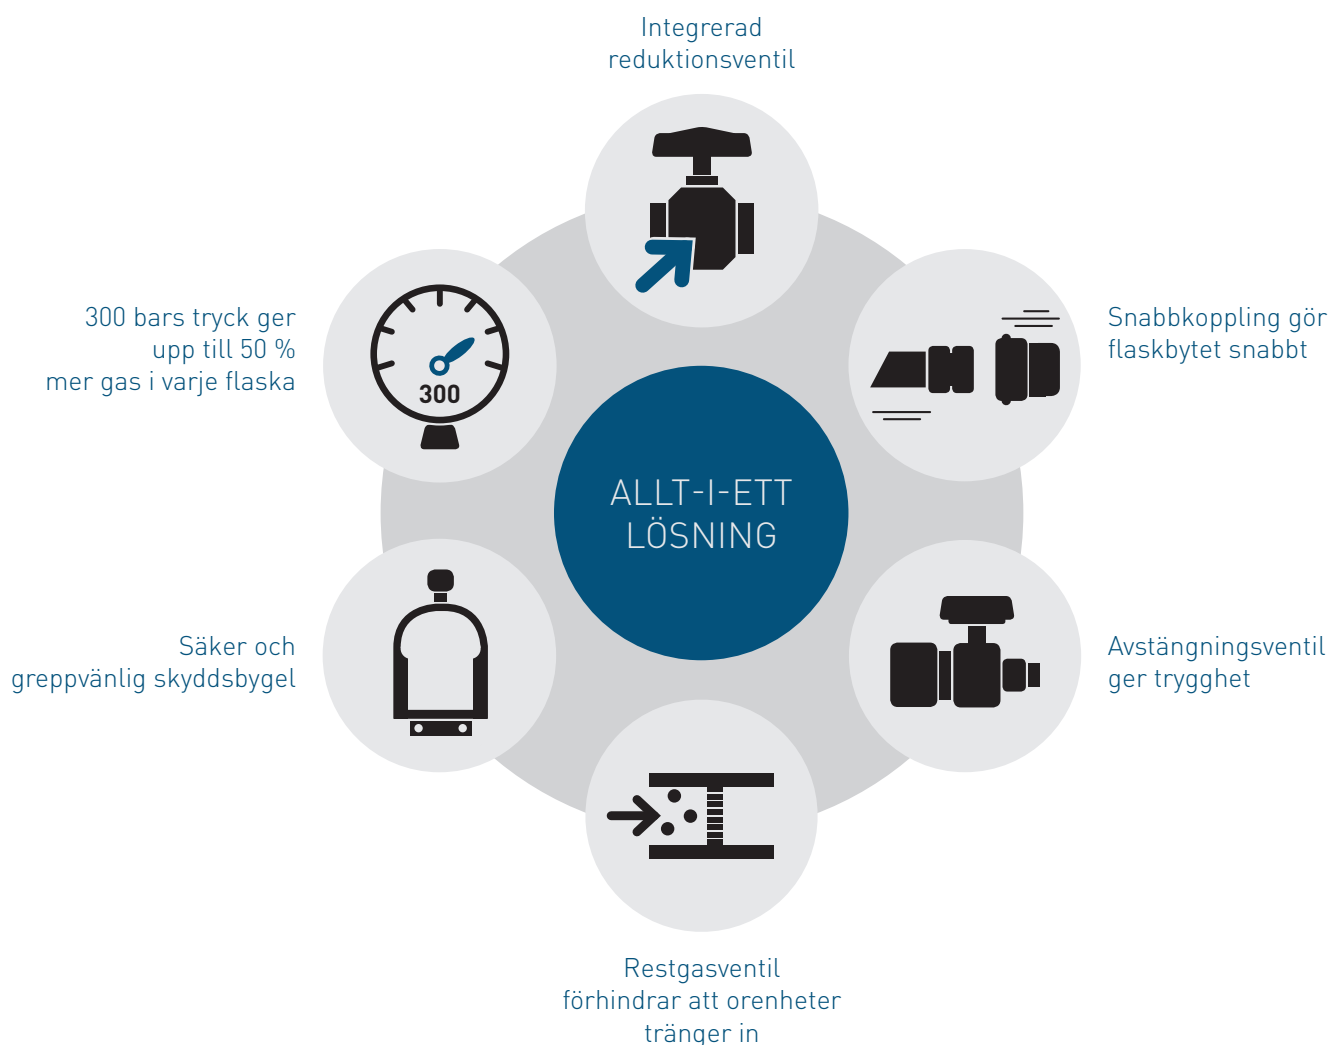 Integrerad
reduktionsventil
300 bars tryck ger
upp till 50 %
mer gas i varje flaska
300
Snabbkoppling gör
flaskbytet snabbt
ALLT-I-ETT
LÖSNING
Säker och
greppvänlig skyddsbygel
Avstängningsventil
ger trygghet
Restgasventil
förhindrar att orenheter
tränger in